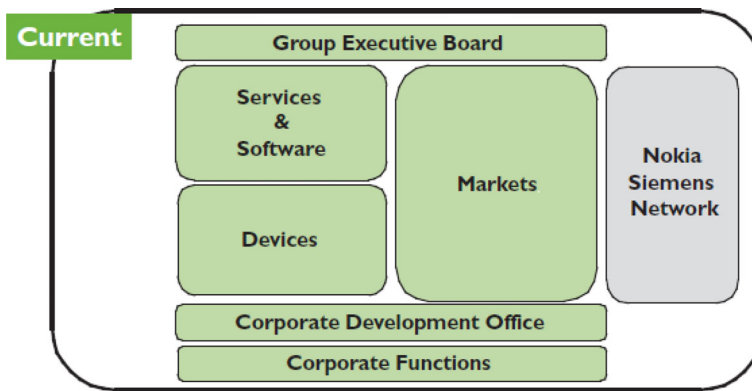 Current
Group Executive Board
Services
&
Software
Markets
Nokia
Siemens
Network
Devices
Corporate Development Office
Corporate Functions